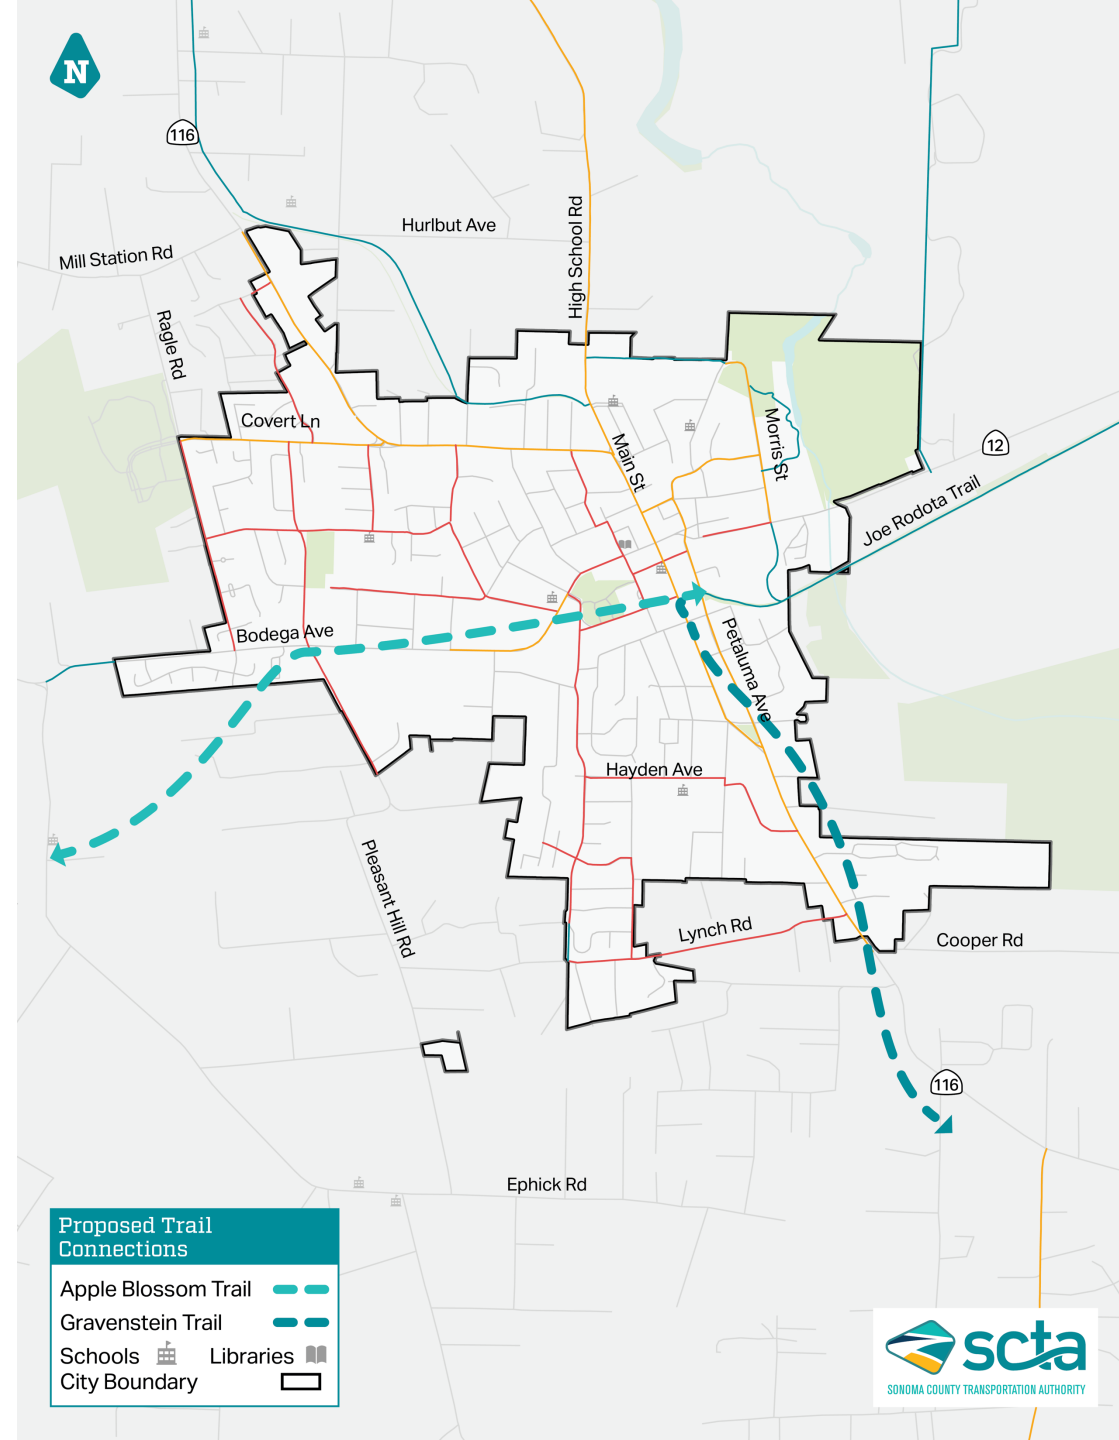 N
116
Hurlbut Ave
High School Rd
Mill Station Rd
Ragle Rd
Covert Ln
Main St
Morris St
12
Joe Rodota Trail
Bodega Ave
Petaluma Ave
Hayden Ave
Pleasant Hill Rd
Lynch Rd
Cooper Rd
116
Ephick Rd
Proposed Trail
Connections
Apple Blossom Trail
Gravenstein Trail
Schools Libraries
City Boundary
scta
SONOMA COUNTY TRANSPORTATION AUTHORITY